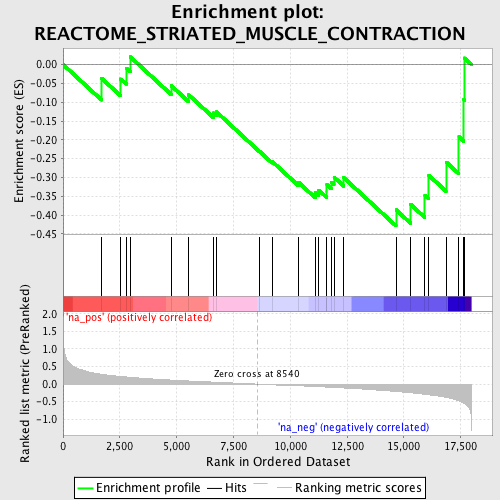 Enrichment plot:
REACTOME_STRIATED_MUSCLE_CONTRACTION
Enrichment score (ES)
0.00
-0.05
-0.10
-0.15
-0.20
-0.25
-0.30
-0.35
-0.40
-0.45
'na_pos' (positively correlated)
Ranked list metric (PreRanked)
2.0
1.5
1.0
0.5
0.0
-0.5
-1.0
Zero cross at 8540
'na_neg' (negatively correlated)
0 2,500 5,000 7,500 10,000 12,500 15,000 17,500
Rank in Ordered Dataset
Enrichment profile Hits Ranking metric scores